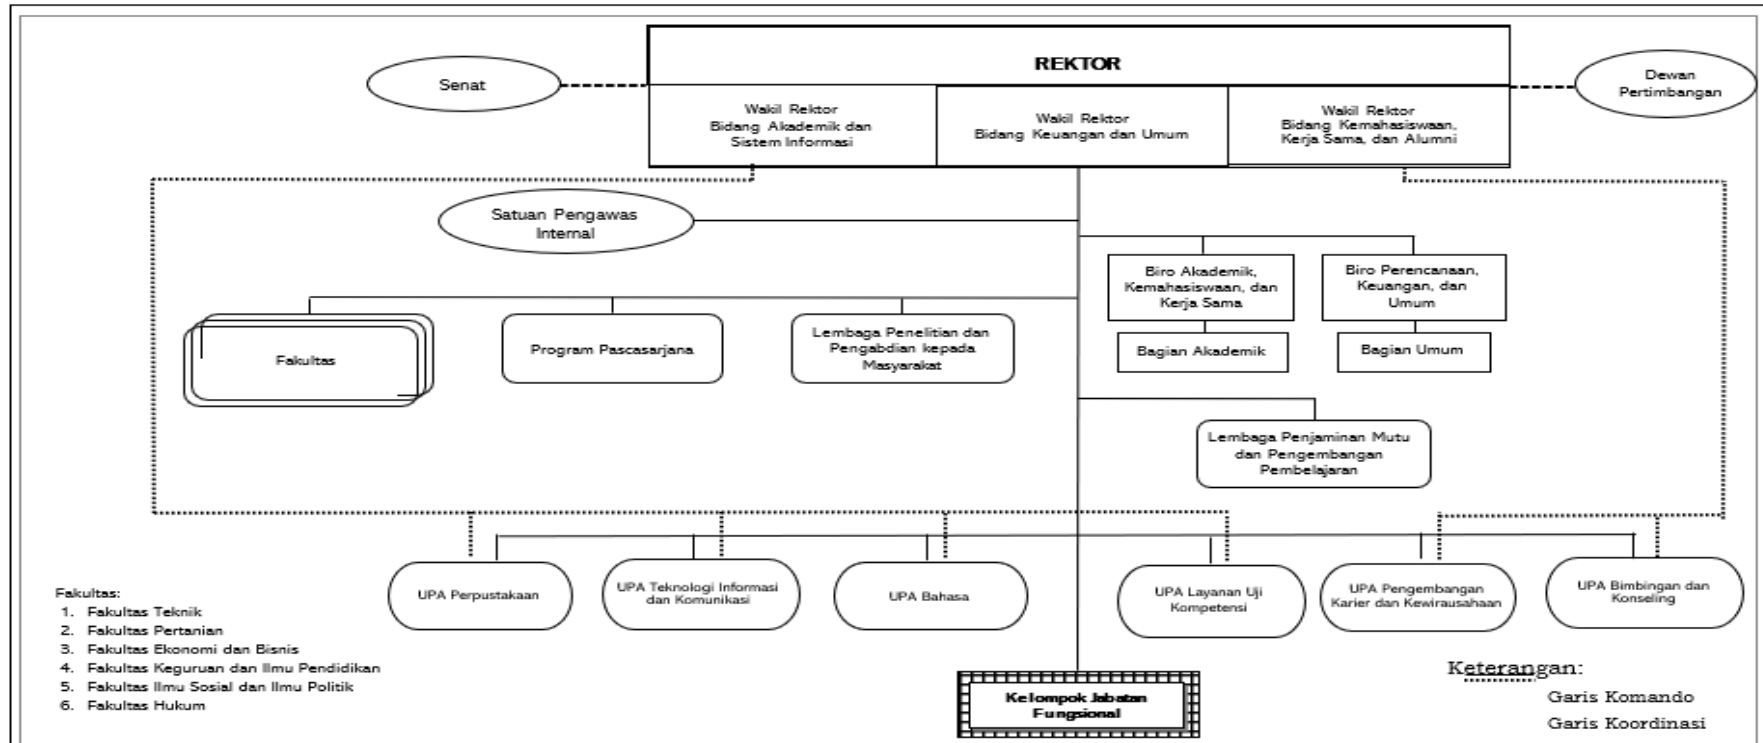 REKTOR
Senat
Dewan
Pertimbangan
Wakil Rektor
Bidang Akademik dan
Sistem Informasi
Wakil Rektor
Bidang Keuangan dan Umum
Wakil Rektor
Bidang Kemahasiswaan,
Kerja Sama, dan Alumni
Satuan Pengawas
Internal
Biro Akademik,
Kemahasiswaan, dan
Kerja Sama
Biro Perencanaan,
Keuangan, dan
Umum
Bagian Akademik
Bagian Umum
Fakultas
Program Pascasarjana
Lembaga Penelitian dan
Pengabdian kepada
Masyarakat
Lembaga Penjaminan Mutu
dan Pengembangan
Pembelajaran
UPA Perpustakaan
UPA Teknologi Informasi
dan Komunikasi
UPA Bahasa
UPA Layanan Uji
Kompetensi
UPA Pengembangan
Karier dan Kewirausahaan
UPA Bimbingan dan
Konseling
Fakultas:
1. Fakultas Teknik
2. Fakultas Pertanian
3. Fakultas Ekonomi dan Bisnis
4. Fakultas Keguruan dan Ilmu Pendidikan
5. Fakultas Ilmu Sosial dan Ilmu Politik
6. Fakultas Hukum
Kelompok Jabatan
Fungsional
Keterangan:
Garis Komando
Garis Koordinasi